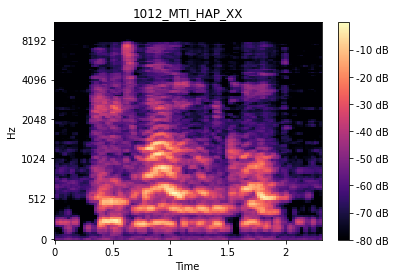 1012_MTI_HAP_XX
8192
4096
2048
1024
512
0
Hz
0
0.5
1
1.5
2
Time
-10 dB
-20 dB
-30 dB
-40 dB
-50 dB
-60 dB
-70 dB
-80 dB